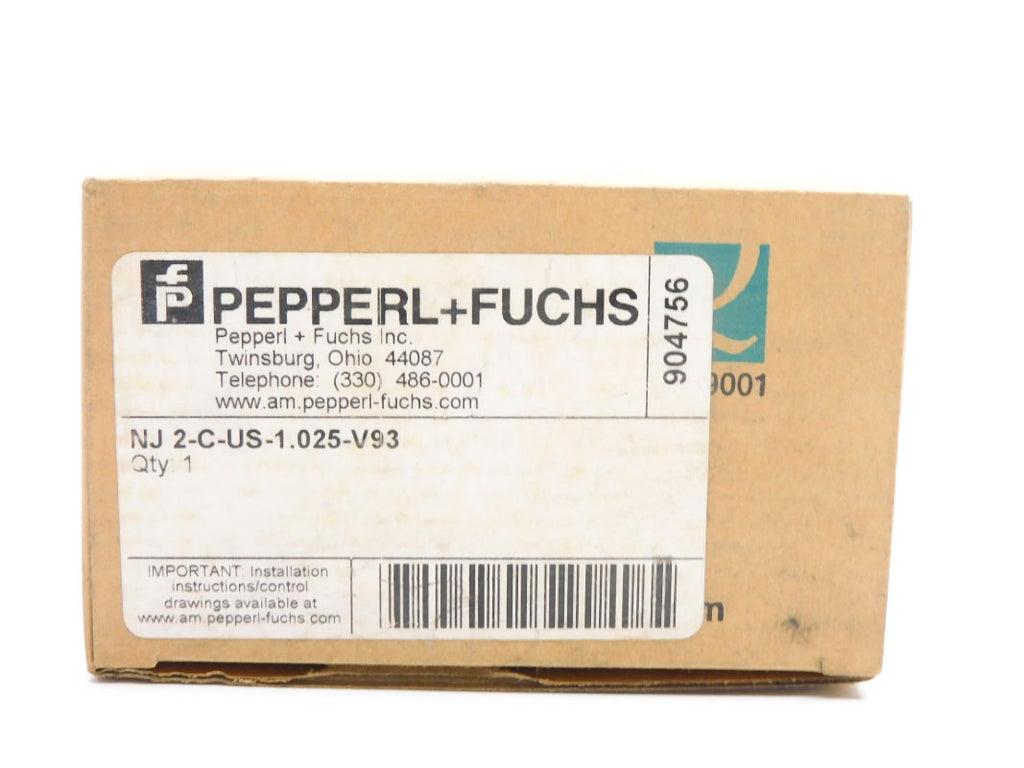 fp
PEPPERL+FUCHS
Pepperl + Fuchs Inc.
Twinsburg, Ohio 44087
Telephone: (330) 486-0001
www.am.pepperl-fuchs.com
904756
9001
NJ 2-C-US-1.025-V93
Qty: 1
IMPORTANT: Installation
instructions/control
drawings available at
www.am.pepperl-fuchs.com
m